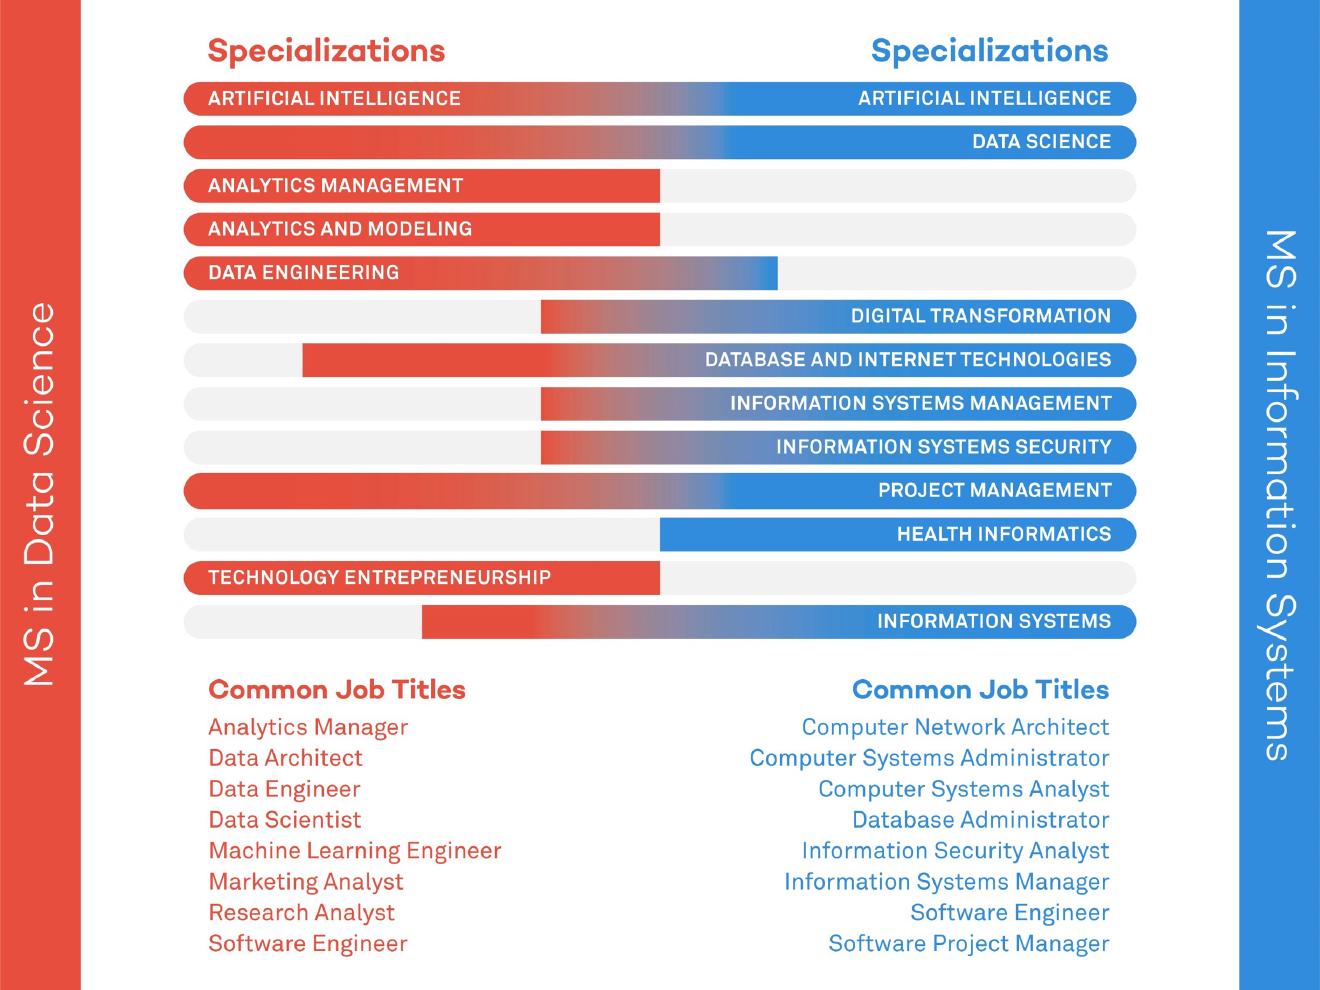 MS in Data Science
Specializations
Specializations
ARTIFICIAL INTELLIGENCE
ARTIFICIAL INTELLIGENCE
DATA SCIENCE
ANALYTICS MANAGEMENT
ANALYTICS AND MODELING
DATA ENGINEERING
DIGITAL TRANSFORMATION
DATABASE AND INTERNET TECHNOLOGIES
INFORMATION SYSTEMS MANAGEMENT
INFORMATION SYSTEMS SECURITY
PROJECT MANAGEMENT
HEALTH INFORMATICS
TECHNOLOGY ENTREPRENEURSHIP
INFORMATION SYSTEMS
Common Job Titles
Analytics Manager
Data Architect
Data Engineer
Data Scientist
Machine Learning Engineer
Marketing Analyst
Research Analyst
Software Engineer
Common Job Titles
Computer Network Architect
Computer Systems Administrator
Computer Systems Analyst
Database Administrator
Information Security Analyst
Information Systems Manager
Software Engineer
Software Project Manager
MS in Information Systems